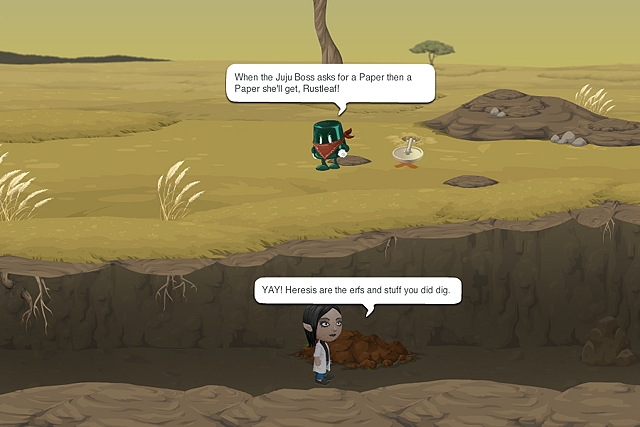 When the Juju Boss asks for a Paper then a
Paper she'll get, Rustleaf!
YAY! Heresis are the erfs and stuff you did dig.